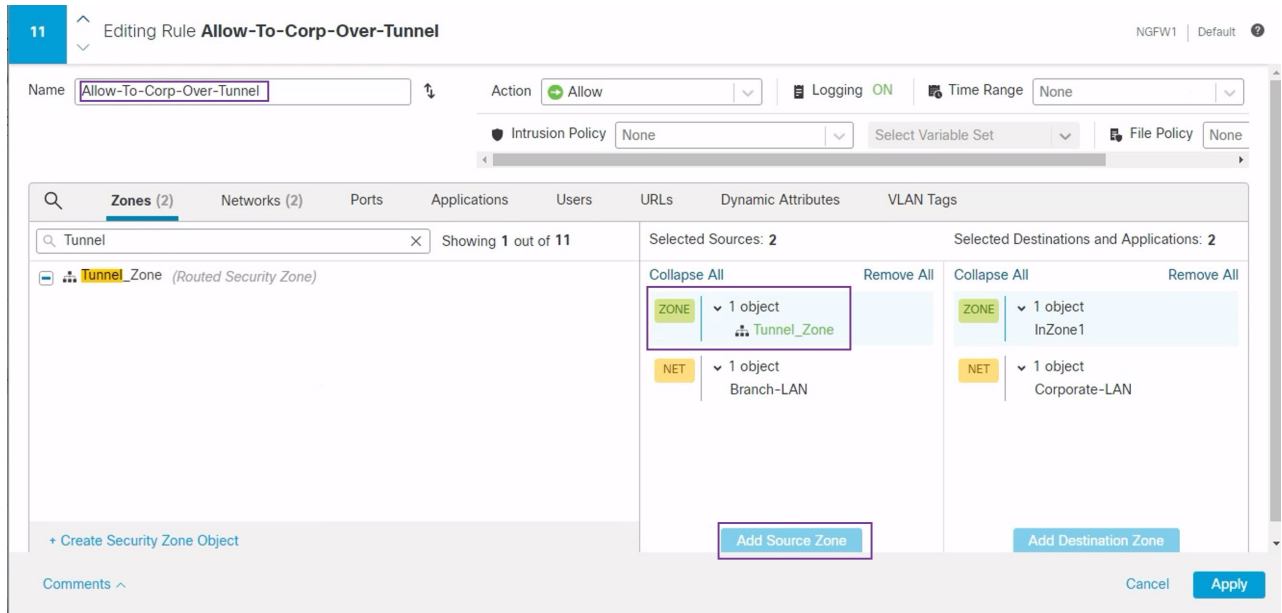 11
Editing Rule Allow-To-Corp-Over-Tunnel
NGFW1 | Default ?
Name Allow-To-Corp-Over-Tunnel
Action Allow Logging ON Time Range None
Intrusion Policy None Select Variable Set File Policy None
Zones (2) Networks (2) Ports Applications Users URLs Dynamic Attributes VLAN Tags
Tunnel Showing 1 out of 11
Selected Sources: 2
Selected Destinations and Applications: 2
Tunnel_Zone (Routed Security Zone)
Collapse All Remove All
ZONE 1 object
Tunnel_Zone
NET 1 object
Branch-LAN
Collapse All Remove All
ZONE 1 object
InZone1
NET 1 object
Corporate-LAN
+ Create Security Zone Object
Add Source Zone
Add Destination Zone
Comments
Cancel Apply